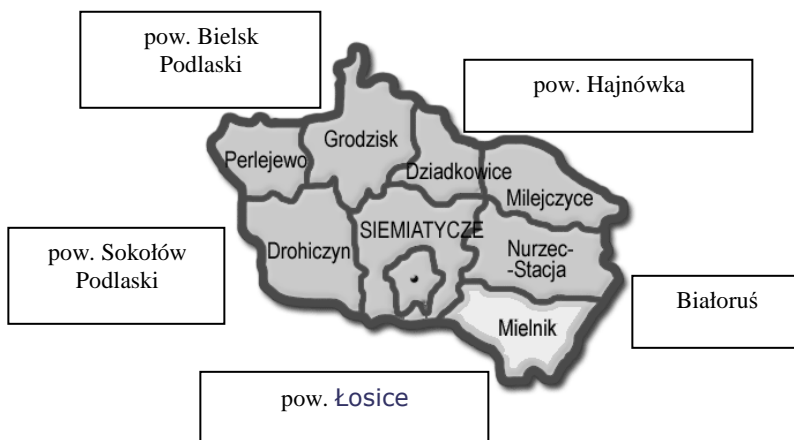 pow. Bielsk
Podlaski
pow. Hajnówka
Grodzisk
Perlejewo
Dziadkowice
Milejczyce
SIEMIATYCZE
Drohiczyn
Nurzec-
-Stacja
pow. Sokołów
Podlaski
Białoruś
Mielnik
pow. Łosice